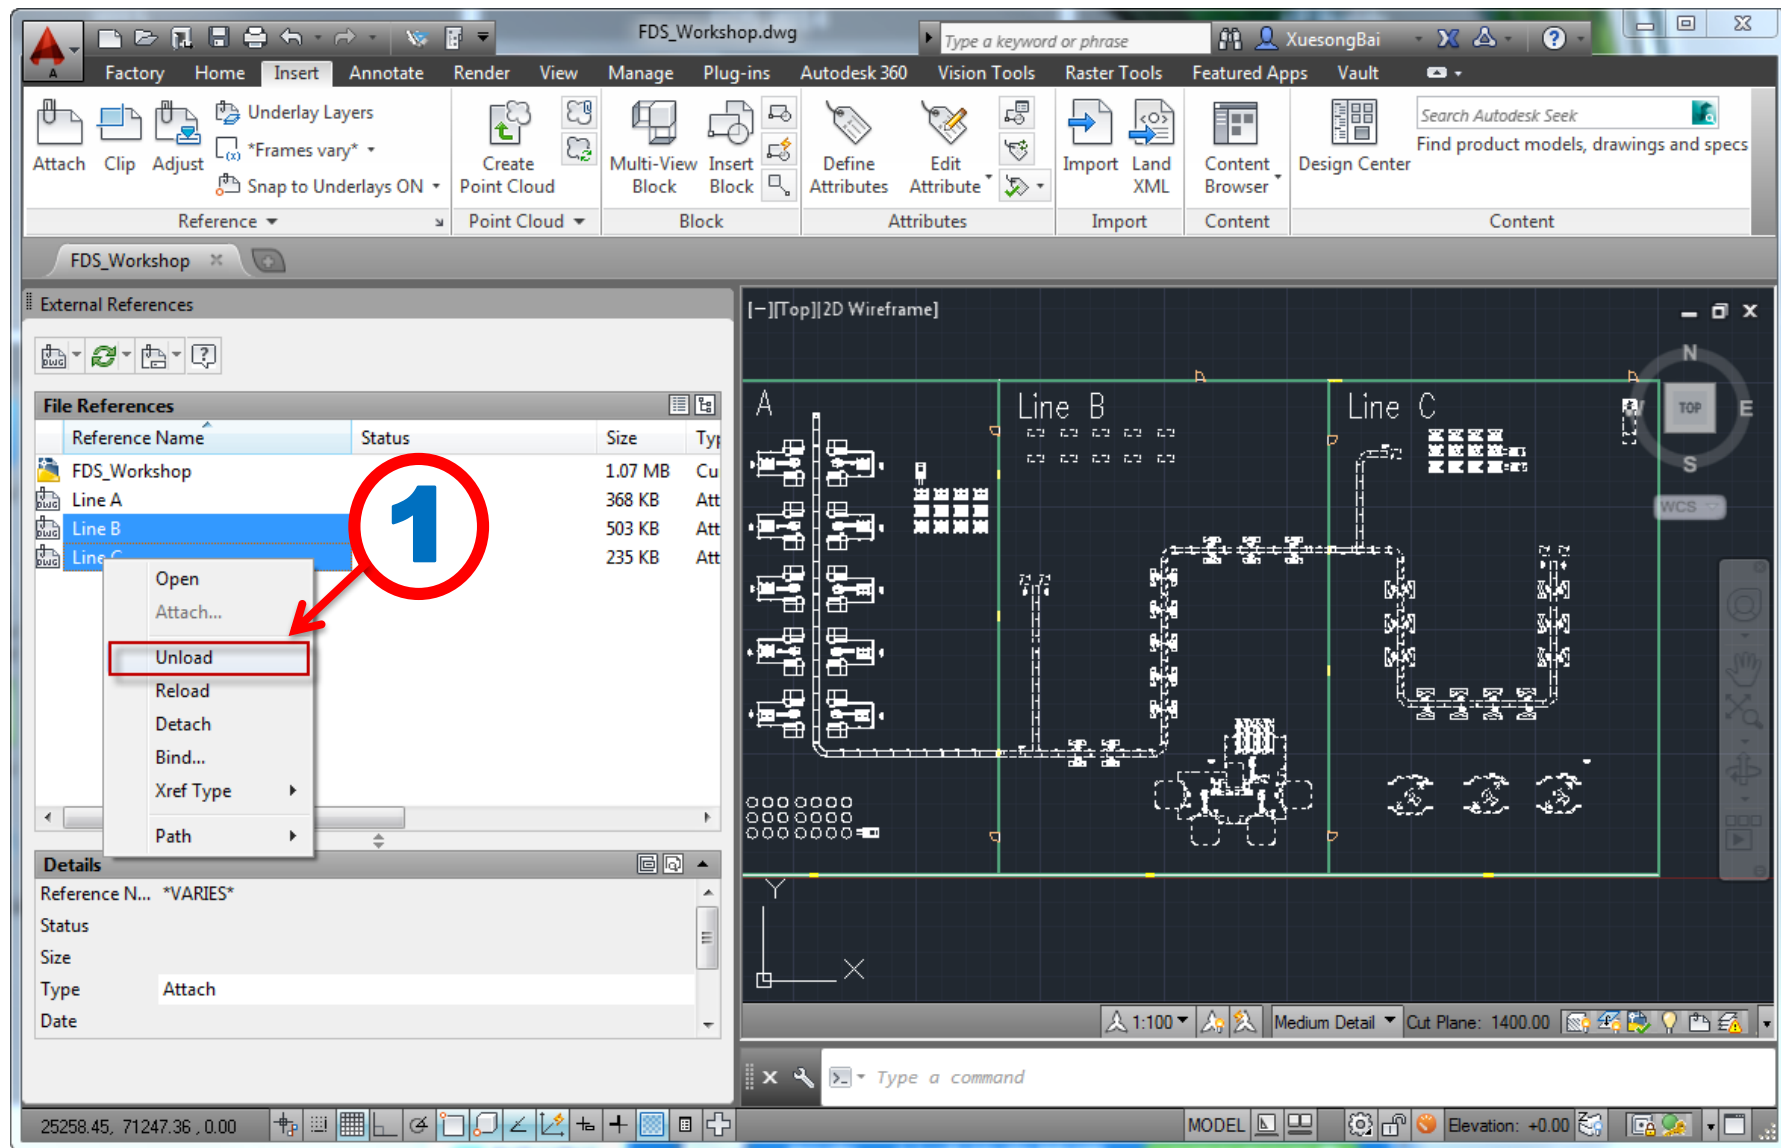 FDS_Workshop.dwg
Type a keyword or phrase
XuesongBai
A
Factory Home Insert Annotate Render View Manage Plug-ins Autodesk 360 Vision Tools Raster Tools Featured Apps Vault
Attach
Clip
Adjust
Underlay Layers
*Frames vary*
Snap to Underlays ON
Create
Point Cloud
Multi-View
Block
Insert
Block
Define
Attributes
Edit
Attribute
Import
Land
XML
Content
Browser
Design Center
Search Autodesk Seek
Find product models, drawings and specs
Reference
Point Cloud
Block
Attributes
Import
Content
Content
FDS_Workshop
External References
File References
Reference Name Status Size Typ
FDS_Workshop 1.07 MB Cu
Line A 368 KB Att
Line B 503 KB Att
Line C 235 KB Att
1
Open
Attach...
Unload
Reload
Detach
Bind...
Xref Type
Path
Details
Reference N... *VARIES*
Status
Size
Type Attach
Date
[−][Top][2D Wireframe]
A
Line B
Line C
N
W
TOP
E
S
WCS
Y
X
1:100
Medium Detail
Cut Plane: 1400.00
Type a command
25258.45, 71247.36 , 0.00
MODEL
Elevation: +0.00